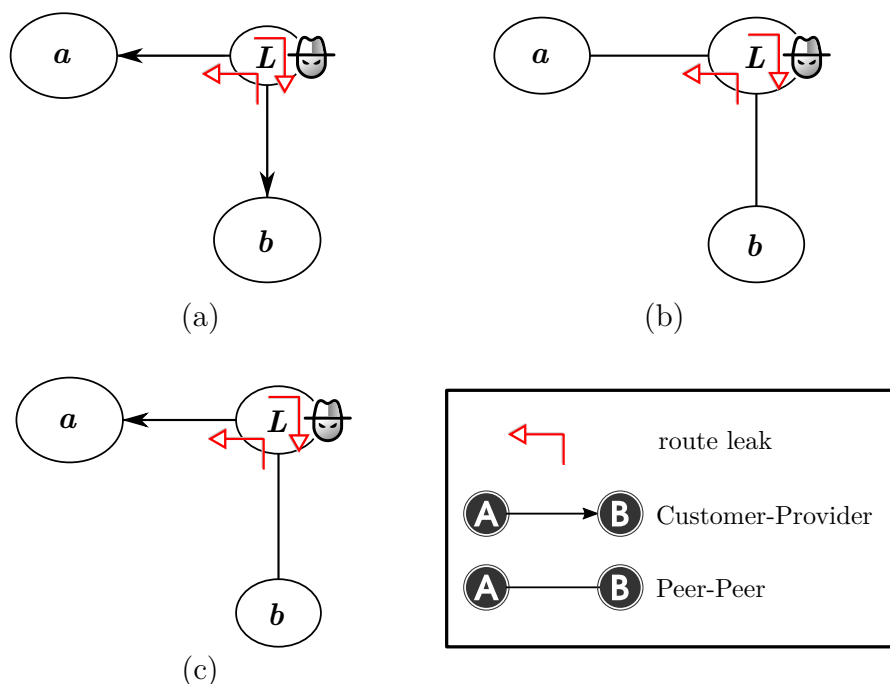 a
L
b
(a)
a
L
b
(b)
a
L
b
(c)
route leak
A B Customer-Provider
A B Peer-Peer